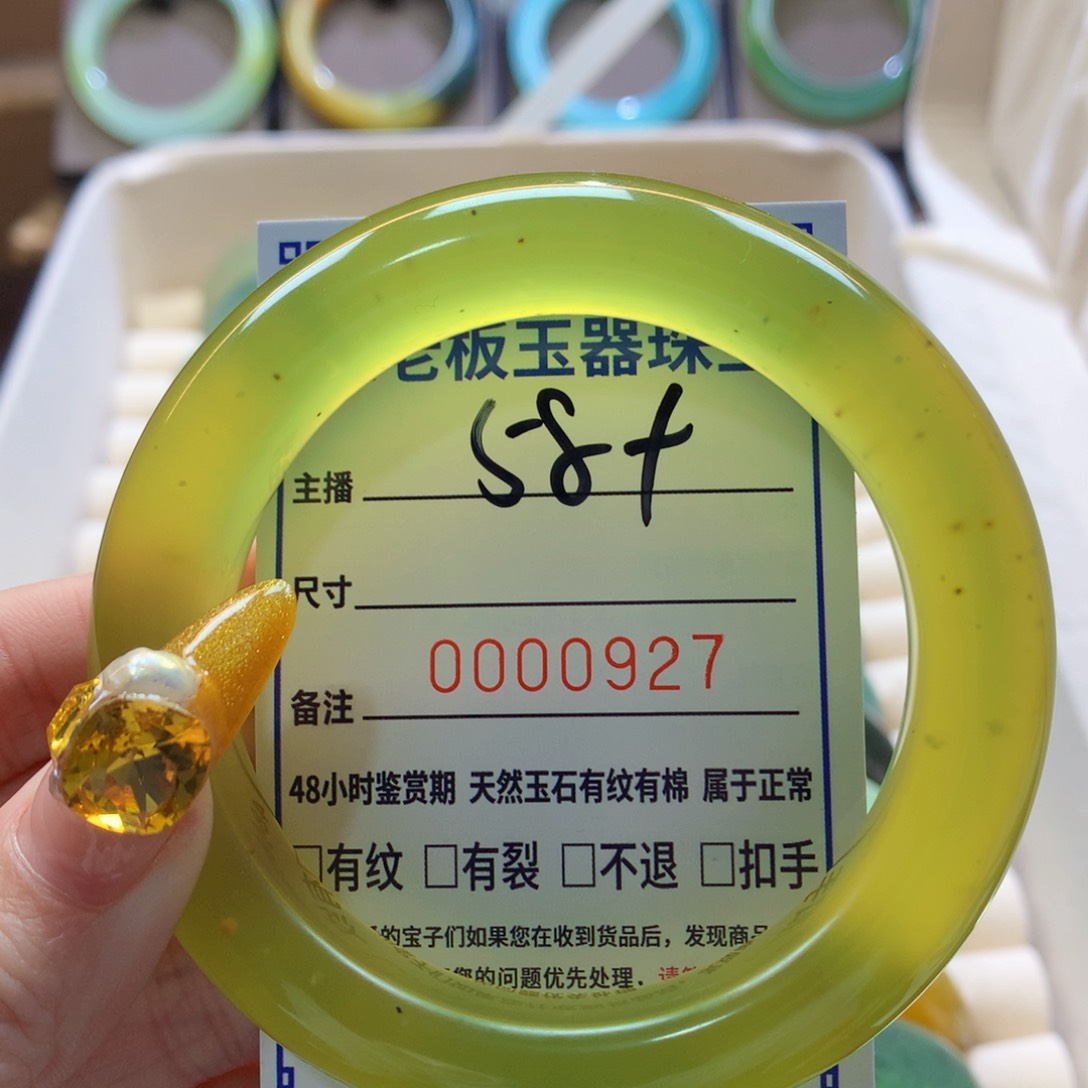 老板玉器珠宝
58+
主播
尺寸
0000927
备注
48小时鉴赏期 天然玉石有纹有棉 属于正常
□有纹 □有裂 □不退 □扣手
的宝子们如果您在收到货品后，发现商品
您的问题优先处理，请